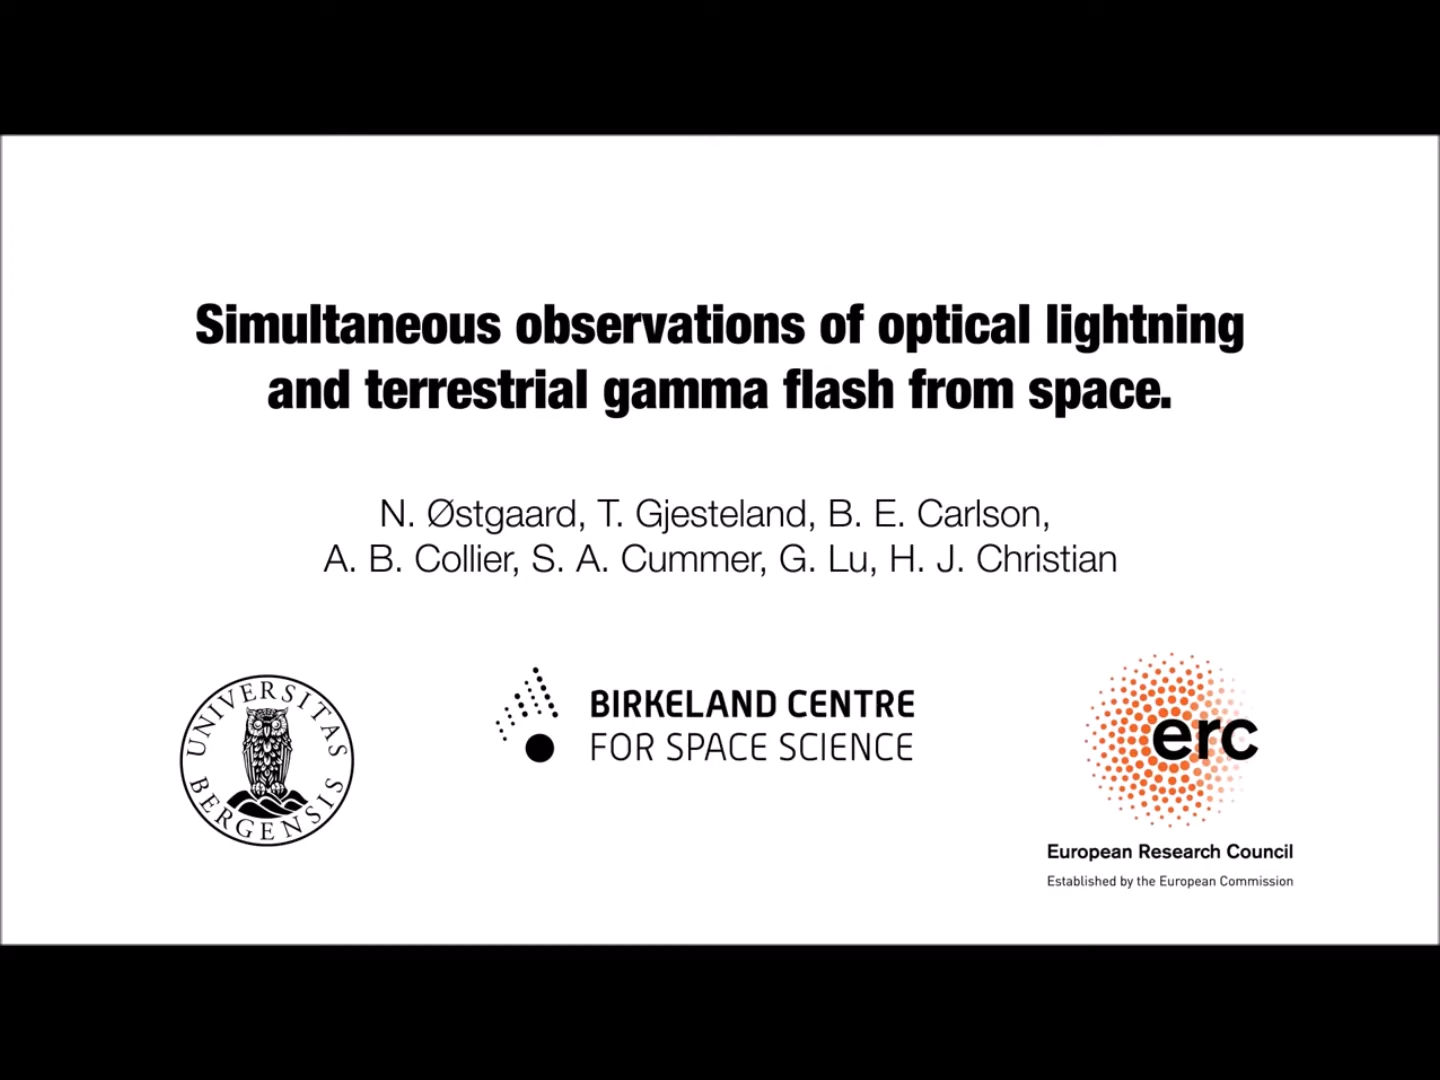 Simultaneous observations of optical lightning
and terrestrial gamma flash from space.
N. Østgaard, T. Gjesteland, B. E. Carlson,
A. B. Collier, S. A. Cummer, G. Lu, H. J. Christian
UNIVERSITAS BERGENSIS
BIRKELAND CENTRE
FOR SPACE SCIENCE
erc
European Research Council
Established by the European Commission